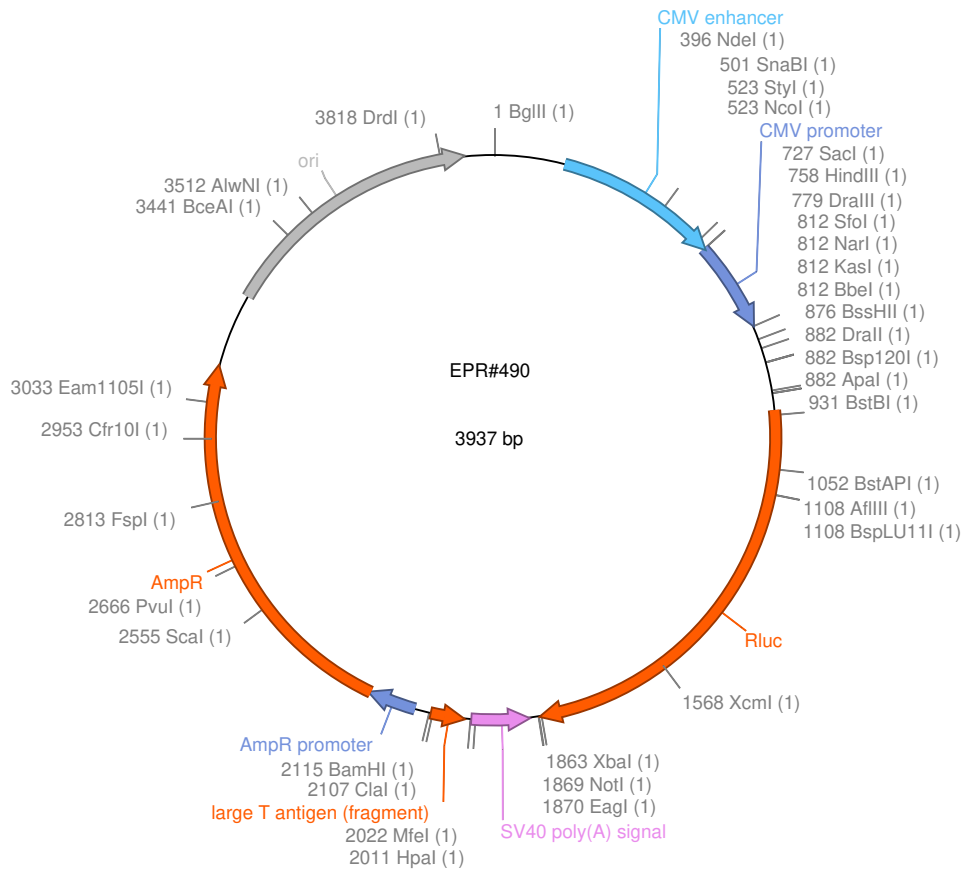 CMV enhancer
396 NdeI (1)
501 SnaBI (1)
523 StyI (1)
523 NcoI (1)
CMV promoter
727 SacI (1)
758 HindIII (1)
779 DraIII (1)
812 SfoI (1)
812 NarI (1)
812 KasI (1)
812 BbeI (1)
876 BssHII (1)
882 DraII (1)
882 Bsp120I (1)
882 ApaI (1)
931 BstBI (1)
1052 BstAPI (1)
1108 AflIII (1)
1108 BspLU11I (1)
Rluc
1568 XcmI (1)
1863 XbaI (1)
1869 NotI (1)
1870 EagI (1)
SV40 poly(A) signal
2011 HpaI (1)
2022 MfeI (1)
large T antigen (fragment)
2107 ClaI (1)
2115 BamHI (1)
AmpR promoter
2555 ScaI (1)
2666 PvuI (1)
AmpR
2813 FspI (1)
2953 Cfr10I (1)
3033 Eam1105I (1)
3441 BceAI (1)
3512 AlwNI (1)
ori
3818 DrdI (1)
1 BglII (1)
EPR#490
3937 bp